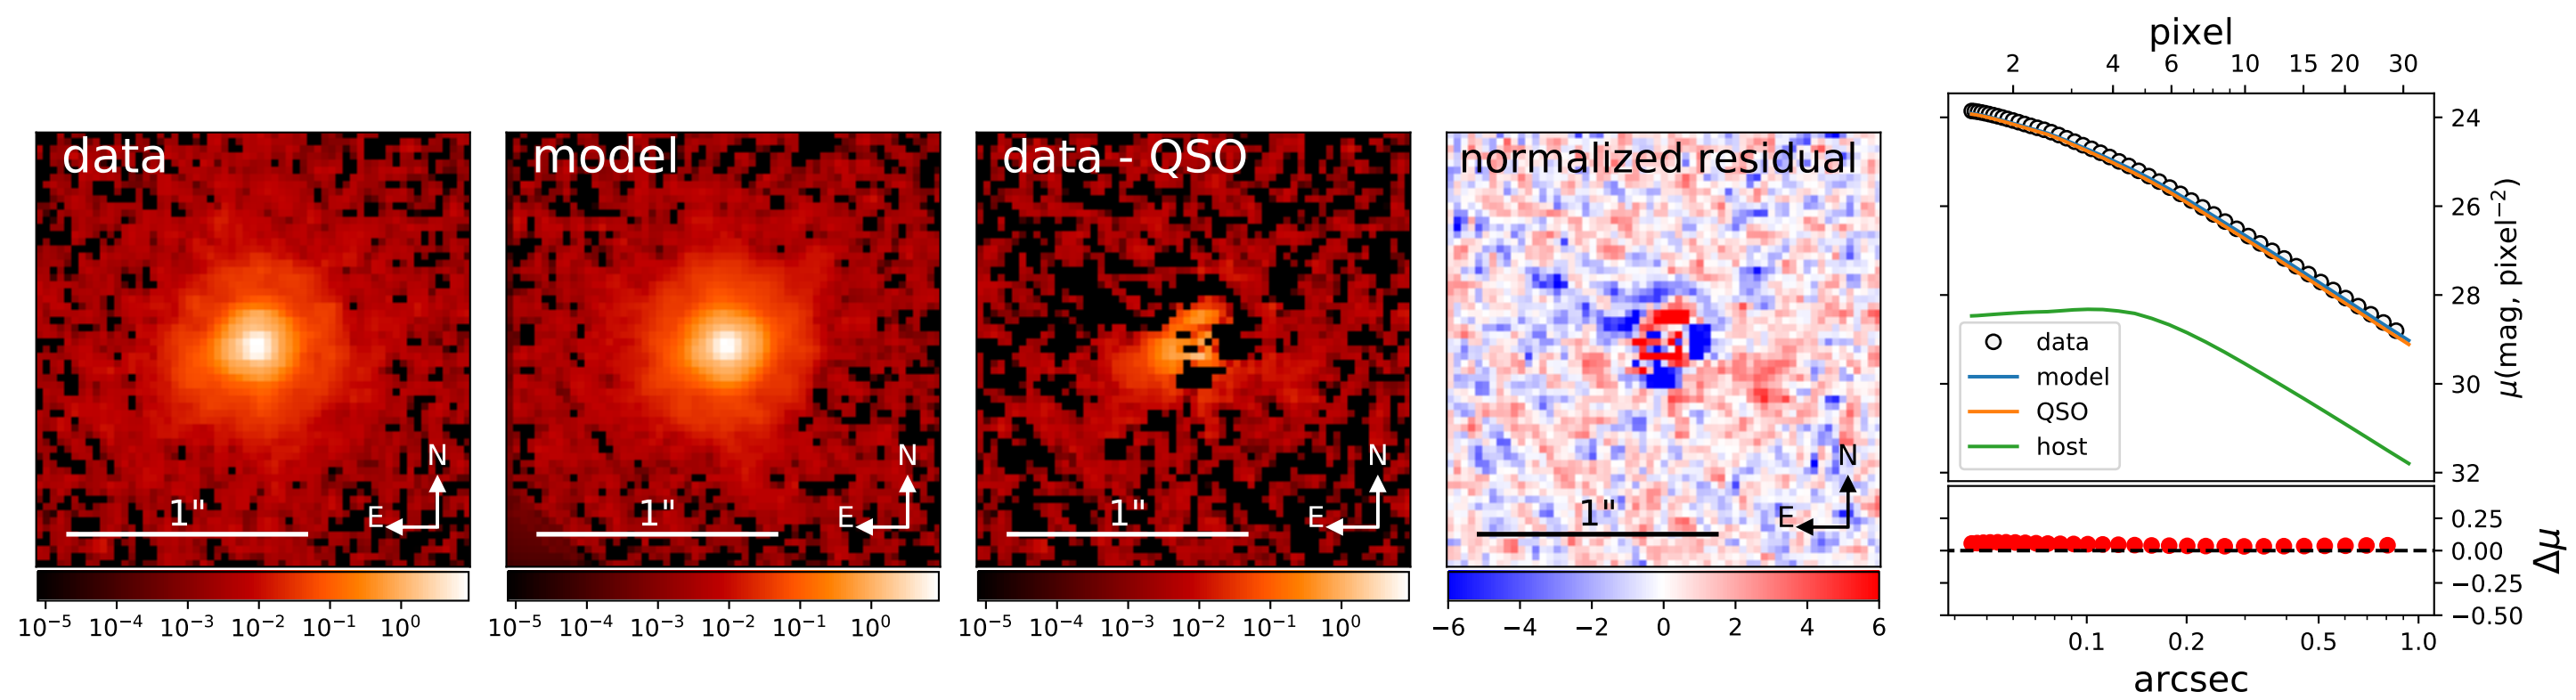 data
N
E
1"
10⁻⁵ 10⁻⁴ 10⁻³ 10⁻² 10⁻¹ 10⁰
model
N
E
1"
10⁻⁵ 10⁻⁴ 10⁻³ 10⁻² 10⁻¹ 10⁰
data - QSO
N
E
1"
10⁻⁵ 10⁻⁴ 10⁻³ 10⁻² 10⁻¹ 10⁰
normalized residual
N
E
1"
−6 −4 −2 0 2 4 6
pixel
2 4 6 10 15 20 30
24
26
28
30
32
μ(mag, pixel⁻²)
data
model
QSO
host
0.25
0.00
−0.25
−0.50
Δμ
0.1 0.2 0.5 1.0
arcsec